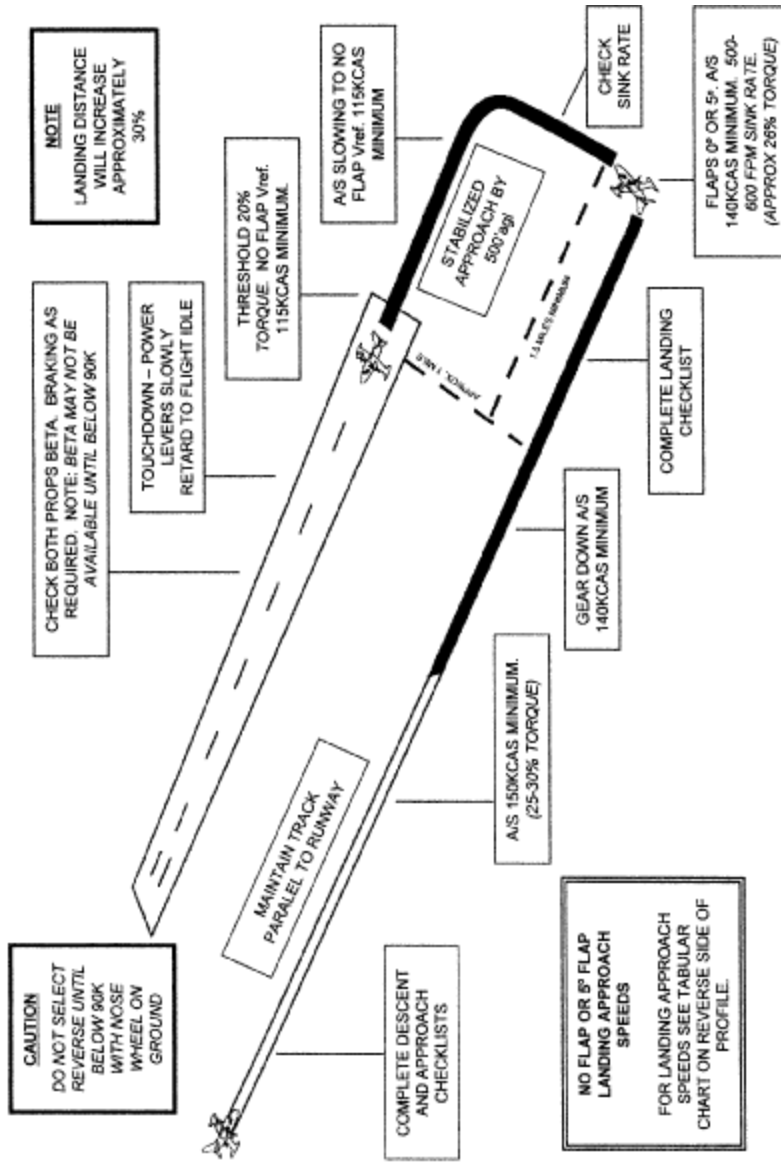 CAUTION
DO NOT SELECT
REVERSE UNTIL
BELOW 90K
WITH NOSE
WHEEL ON
GROUND
CHECK BOTH PROPS BETA. BRAKING AS
REQUIRED. NOTE: BETA MAY NOT BE
AVAILABLE UNTIL BELOW 90K
NOTE
LANDING DISTANCE
WILL INCREASE
APPROXIMATELY
30%
TOUCHDOWN – POWER
LEVERS SLOWLY
RETARD TO FLIGHT IDLE
THRESHOLD 20%
TORQUE. NO FLAP Vref.
115KCAS MINIMUM.
A/S SLOWING TO NO
FLAP Vref. 115KCAS
MINIMUM
MAINTAIN TRACK
PARALEL TO RUNWAY
STABILIZED
APPROACH BY
500'agl
APPROX. 1 MILE
1.5 MILES MINIMUM
CHECK
SINK RATE
COMPLETE DESCENT
AND APPROACH
CHECKLISTS
A/S 150KCAS MINIMUM.
(25-30% TORQUE)
GEAR DOWN A/S
140KCAS MINIMUM
COMPLETE LANDING
CHECKLIST
FLAPS 0º OR 5º. A/S
140KCAS MINIMUM. 500-
600 FPM SINK RATE.
(APPROX 26% TORQUE)
NO FLAP OR 5º FLAP
LANDING APPROACH
SPEEDS
FOR LANDING APPROACH
SPEEDS SEE TABULAR
CHART ON REVERSE SIDE OF
PROFILE.